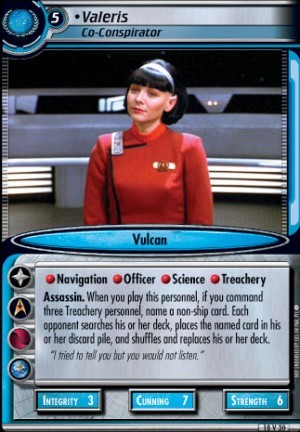 5 • Valeris
Co-Conspirator
Vulcan
• Navigation • Officer • Science • Treachery
Assassin. When you play this personnel, if you command
three Treachery personnel, name a non-ship card. Each
opponent searches his or her deck, places the named card in his
or her discard pile, and shuffles and replaces his or her deck.
"I tried to tell you but you would not listen."
INTEGRITY 3 CUNNING 7 STRENGTH 6
18 V 30